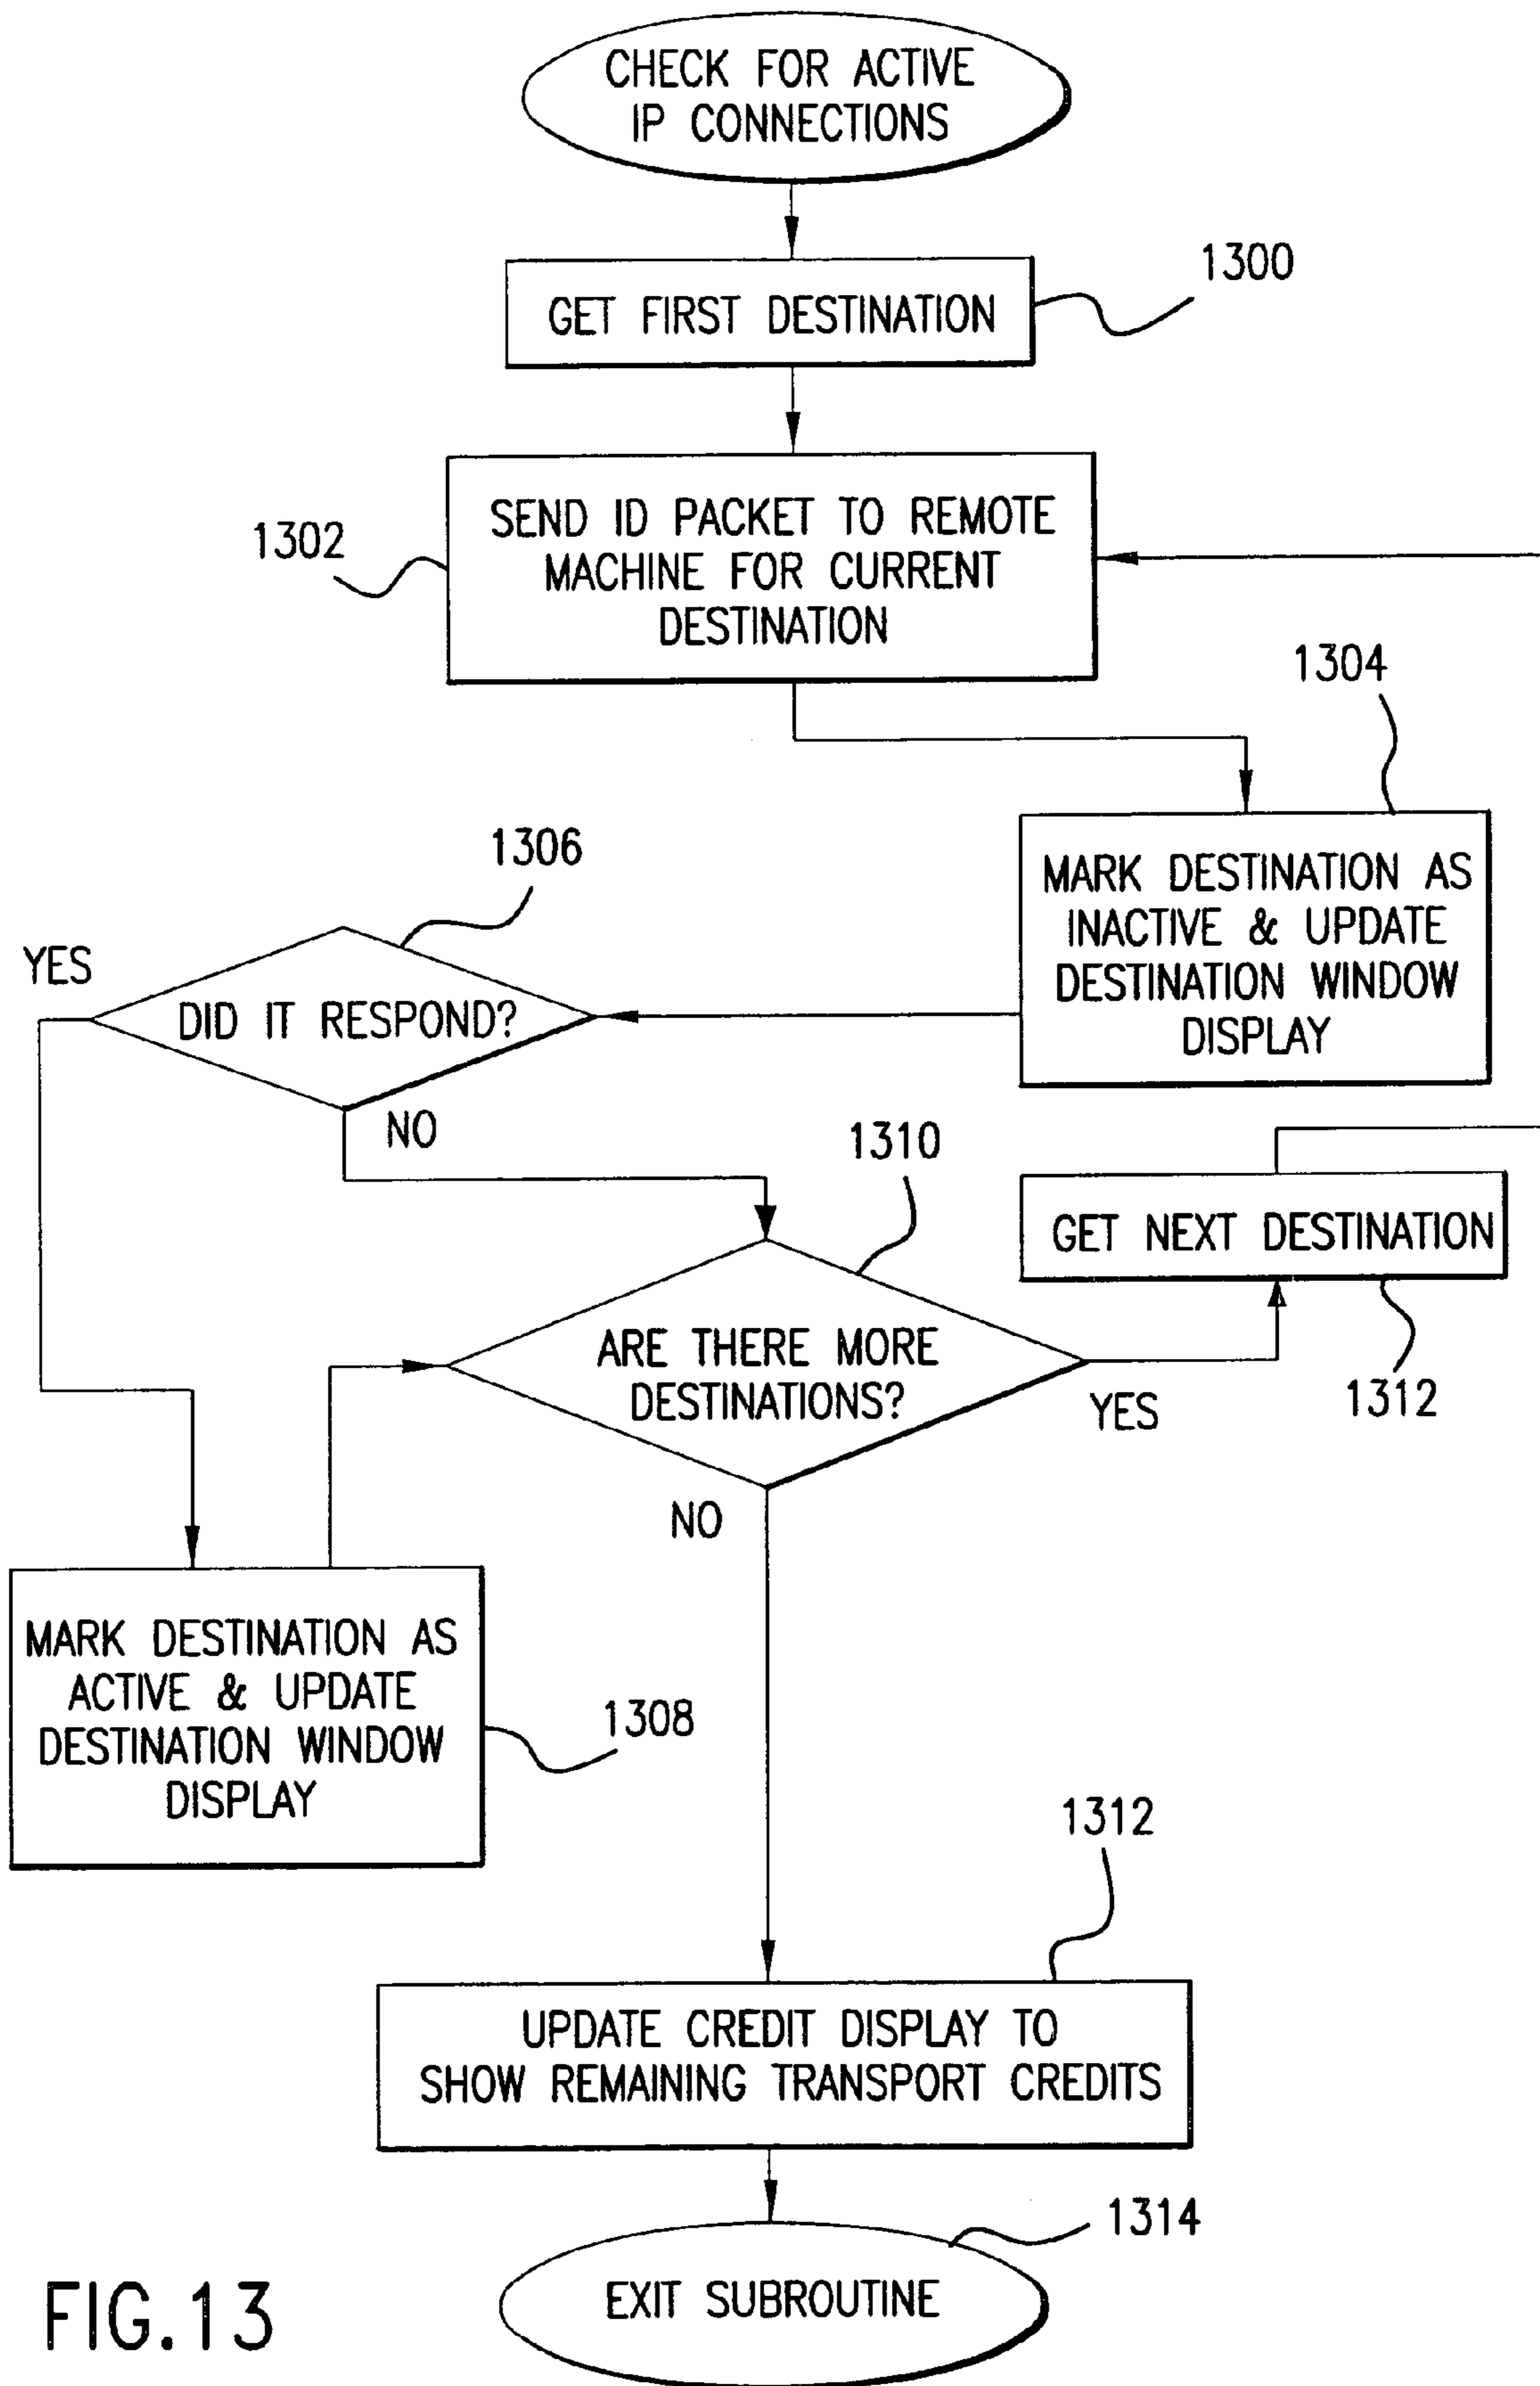 CHECK FOR ACTIVE
IP CONNECTIONS
1300
GET FIRST DESTINATION
1302
SEND ID PACKET TO REMOTE
MACHINE FOR CURRENT
DESTINATION
1304
MARK DESTINATION AS
INACTIVE & UPDATE
DESTINATION WINDOW
DISPLAY
1306
YES
DID IT RESPOND?
NO
1310
GET NEXT DESTINATION
1312
ARE THERE MORE
DESTINATIONS?
YES
NO
MARK DESTINATION AS
ACTIVE & UPDATE
DESTINATION WINDOW
DISPLAY
1308
1312
UPDATE CREDIT DISPLAY TO
SHOW REMAINING TRANSPORT CREDITS
1314
EXIT SUBROUTINE
FIG.13